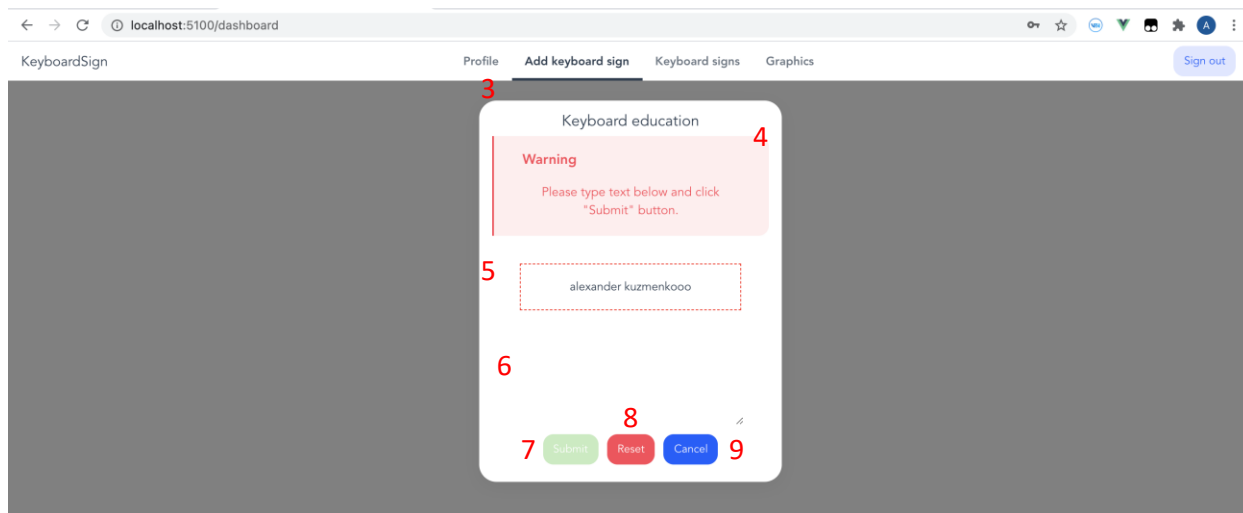 localhost:5100/dashboard
A
KeyboardSign Profile Add keyboard sign Keyboard signs Graphics Sign out
3
Keyboard education
4
Warning
Please type text below and click
"Submit" button.
5
alexander kuzmenkooo
6
8
7 Submit Reset Cancel 9